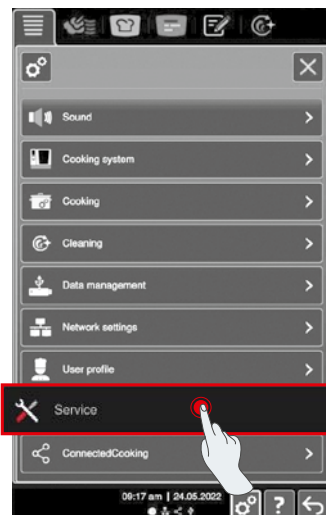 Sound
Cooking system
Cooking
Cleaning
Data management
Network settings
User profile
Service
ConnectedCooking
09:17 am | 24.05.2022
?